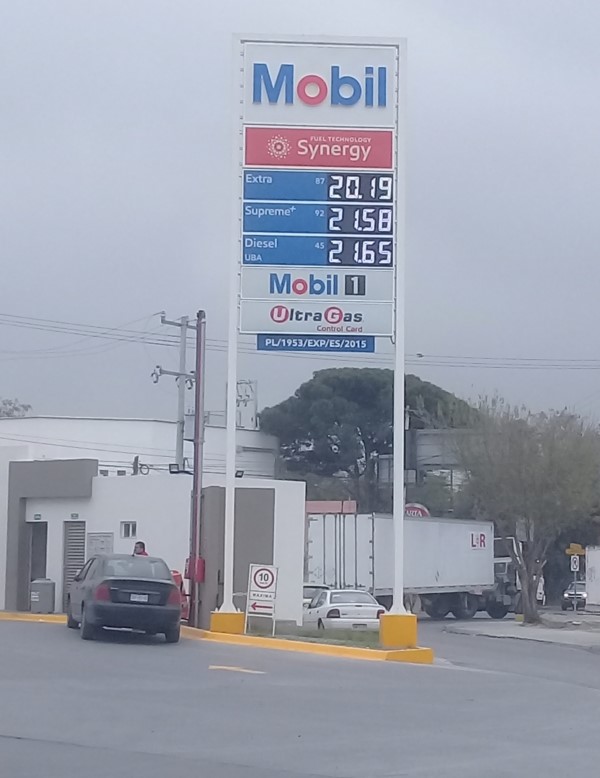 Mobil
FUEL TECHNOLOGY
Synergy
Extra 87 20.19
Supreme+ 92 21.58
Diesel 45 21.65
UBA
Mobil 1
UltraGas
Control Card
PL/1953/EXP/ES/2015
10
L&R